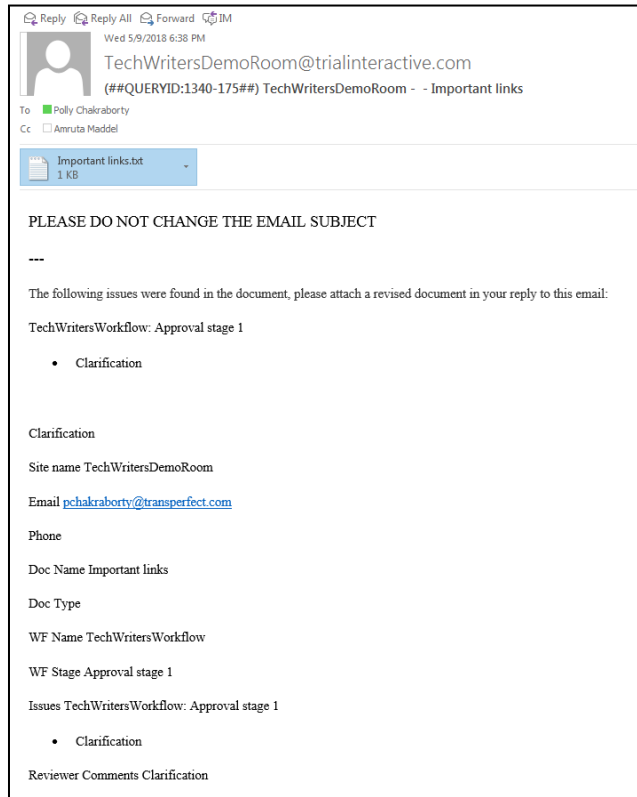 Reply Reply All Forward IM
Wed 5/9/2018 6:38 PM
TechWritersDemoRoom@trialinteractive.com
(##QUERYID:1340-175##) TechWritersDemoRoom - - Important links
To Polly Chakraborty
Cc Amruta Maddel
Important links.txt
1 KB
PLEASE DO NOT CHANGE THE EMAIL SUBJECT
---
The following issues were found in the document, please attach a revised document in your reply to this email:
TechWritersWorkflow: Approval stage 1
• Clarification
Clarification
Site name TechWritersDemoRoom
Email pchakraborty@transperfect.com
Phone
Doc Name Important links
Doc Type
WF Name TechWritersWorkflow
WF Stage Approval stage 1
Issues TechWritersWorkflow: Approval stage 1
• Clarification
Reviewer Comments Clarification